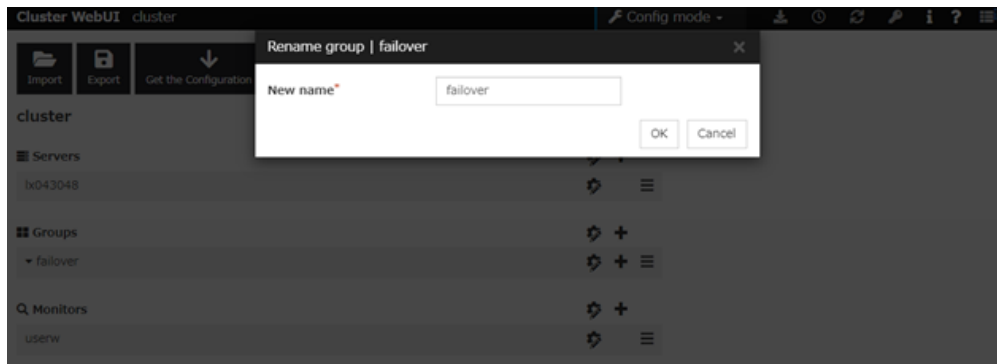 Cluster WebUI cluster
Config mode
Rename group | failover
Import
Export
Get the Configuration
New name*
failover
OK
Cancel
cluster
Servers
lx043048
Groups
failover
Monitors
userw